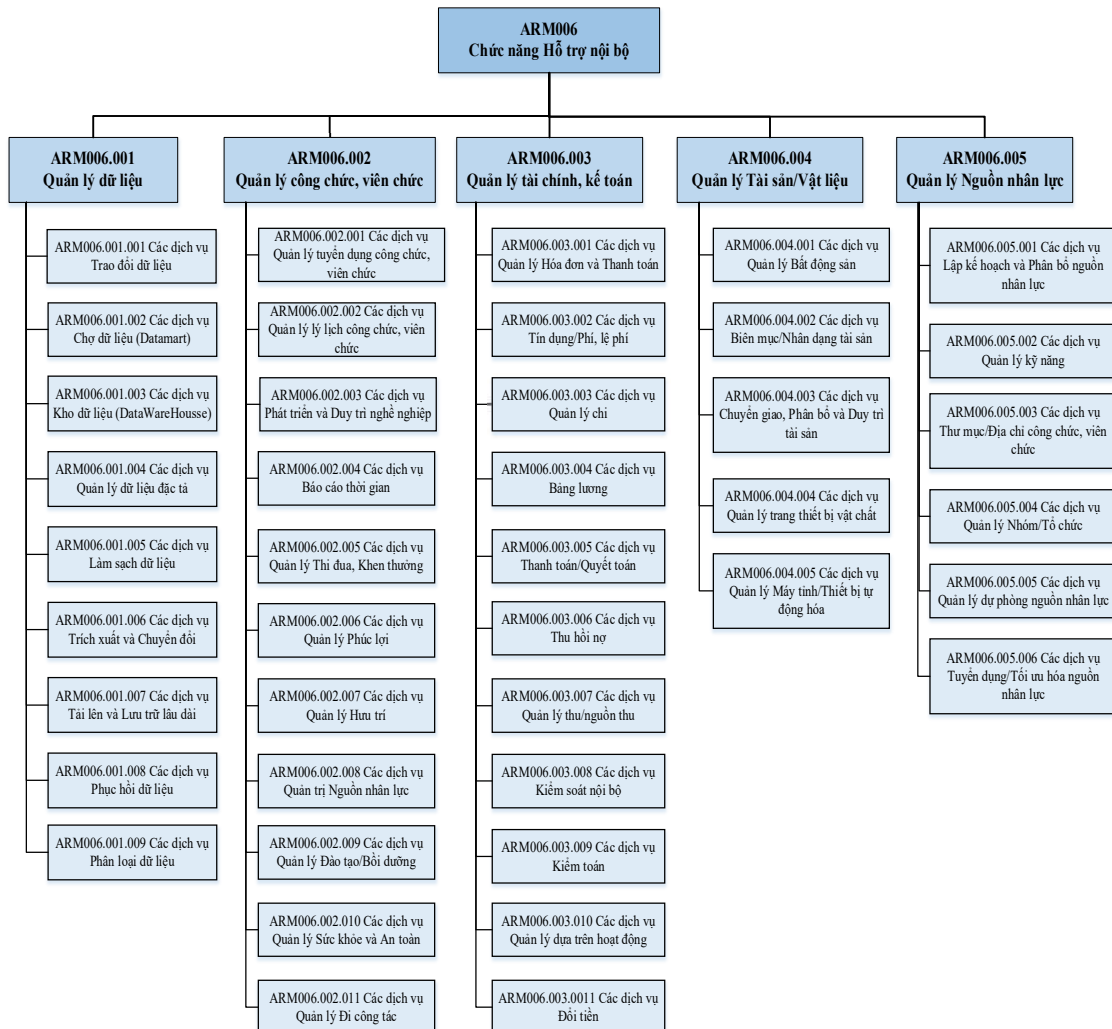 ARM006
Chức năng Hỗ trợ nội bộ
ARM006.001
Quản lý dữ liệu
ARM006.001.001 Các dịch vụ
Trao đổi dữ liệu
ARM006.001.002 Các dịch vụ
Chợ dữ liệu (Datamart)
ARM006.001.003 Các dịch vụ
Kho dữ liệu (DataWareHousse)
ARM006.001.004 Các dịch vụ
Quản lý dữ liệu đặc tả
ARM006.001.005 Các dịch vụ
Làm sạch dữ liệu
ARM006.001.006 Các dịch vụ
Trích xuất và Chuyển đổi
ARM006.001.007 Các dịch vụ
Tải lên và Lưu trữ lâu dài
ARM006.001.008 Các dịch vụ
Phục hồi dữ liệu
ARM006.001.009 Các dịch vụ
Phân loại dữ liệu
ARM006.002
Quản lý công chức, viên chức
ARM006.002.001 Các dịch vụ
Quản lý tuyển dụng công chức,
viên chức
ARM006.002.002 Các dịch vụ
Quản lý lý lịch công chức, viên
chức
ARM006.002.003 Các dịch vụ
Phát triển và Duy trì nghề nghiệp
ARM006.002.004 Các dịch vụ
Báo cáo thời gian
ARM006.002.005 Các dịch vụ
Quản lý Thi đua, Khen thưởng
ARM006.002.006 Các dịch vụ
Quản lý Phúc lợi
ARM006.002.007 Các dịch vụ
Quản lý Hưu trí
ARM006.002.008 Các dịch vụ
Quản trị Nguồn nhân lực
ARM006.002.009 Các dịch vụ
Quản lý Đào tạo/Bồi dưỡng
ARM006.002.010 Các dịch vụ
Quản lý Sức khỏe và An toàn
ARM006.002.011 Các dịch vụ
Quản lý Đi công tác
ARM006.003
Quản lý tài chính, kế toán
ARM006.003.001 Các dịch vụ
Quản lý Hóa đơn và Thanh toán
ARM006.003.002 Các dịch vụ
Tín dụng/Phí, lệ phí
ARM006.003.003 Các dịch vụ
Quản lý chi
ARM006.003.004 Các dịch vụ
Bảng lương
ARM006.003.005 Các dịch vụ
Thanh toán/Quyết toán
ARM006.003.006 Các dịch vụ
Thu hồi nợ
ARM006.003.007 Các dịch vụ
Quản lý thu/nguồn thu
ARM006.003.008 Các dịch vụ
Kiểm soát nội bộ
ARM006.003.009 Các dịch vụ
Kiểm toán
ARM006.003.010 Các dịch vụ
Quản lý dựa trên hoạt động
ARM006.003.0011 Các dịch vụ
Đổi tiền
ARM006.004
Quản lý Tài sản/Vật liệu
ARM006.004.001 Các dịch vụ
Quản lý Bất động sản
ARM006.004.002 Các dịch vụ
Biên mục/Nhân dạng tài sản
ARM006.004.003 Các dịch vụ
Chuyển giao, Phân bổ và Duy trì
tài sản
ARM006.004.004 Các dịch vụ
Quản lý trang thiết bị vật chất
ARM006.004.005 Các dịch vụ
Quản lý Máy tính/Thiết bị tự
động hóa
ARM006.005
Quản lý Nguồn nhân lực
ARM006.005.001 Các dịch vụ
Lập kế hoạch và Phân bổ nguồn
nhân lực
ARM006.005.002 Các dịch vụ
Quản lý kỹ năng
ARM006.005.003 Các dịch vụ
Thư mục/Địa chỉ công chức, viên
chức
ARM006.005.004 Các dịch vụ
Quản lý Nhóm/Tổ chức
ARM006.005.005 Các dịch vụ
Quản lý dự phòng nguồn nhân lực
ARM006.005.006 Các dịch vụ
Tuyển dụng/Tối ưu hóa nguồn
nhân lực